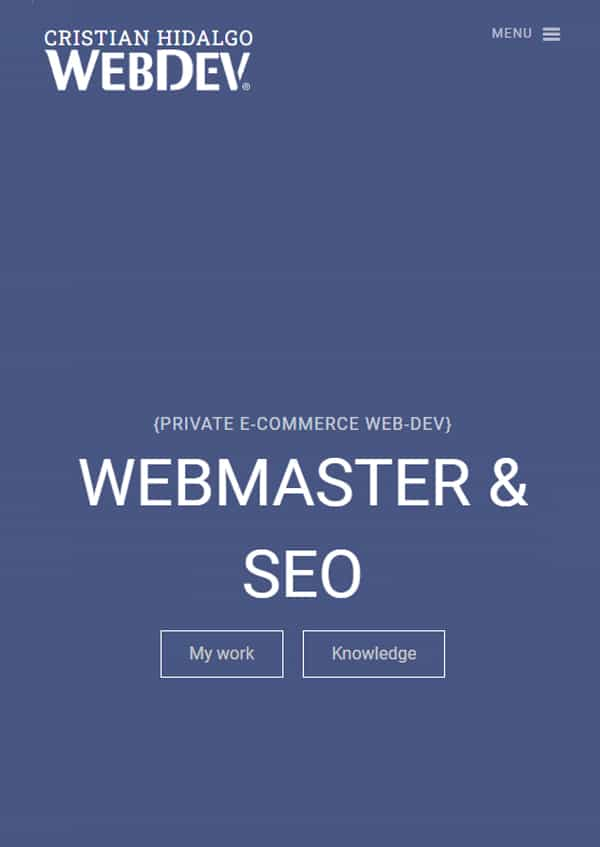 CRISTIAN HIDALGO
WEBDEV®
MENU
{PRIVATE E-COMMERCE WEB-DEV}
WEBMASTER &
SEO
My work
Knowledge